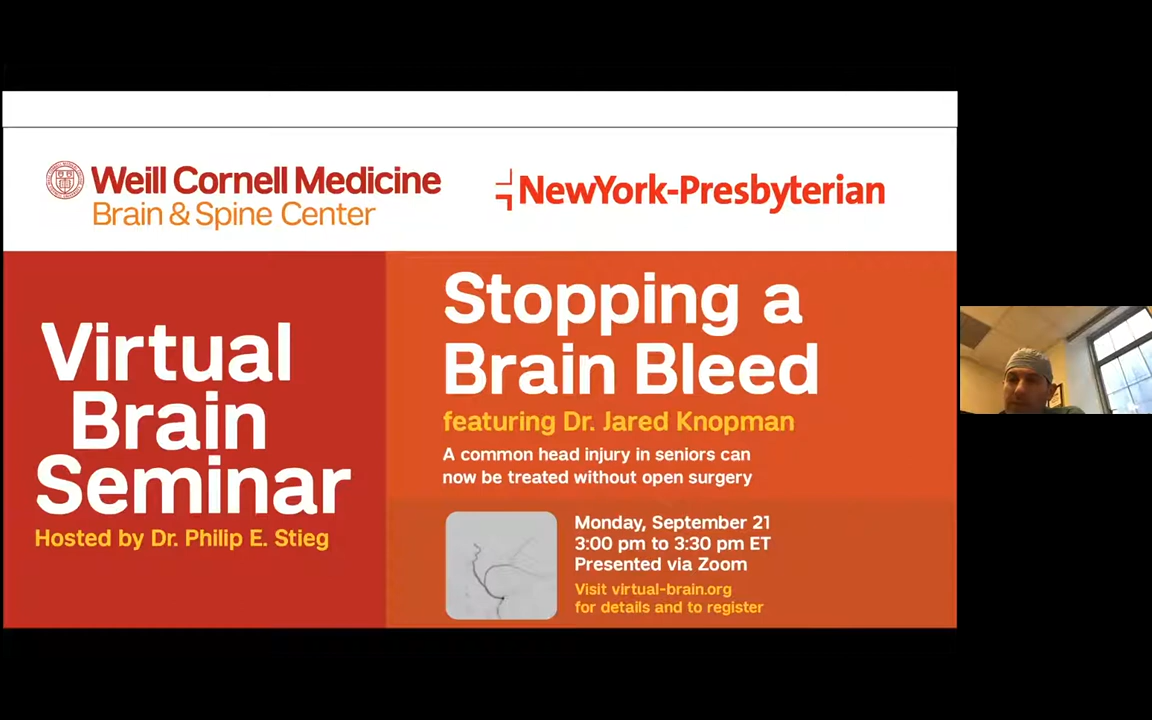 Weill Cornell Medicine
Brain & Spine Center
NewYork-Presbyterian
Virtual
Brain
Seminar
Hosted by Dr. Philip E. Stieg
Stopping a
Brain Bleed
featuring Dr. Jared Knopman
A common head injury in seniors can
now be treated without open surgery
Monday, September 21
3:00 pm to 3:30 pm ET
Presented via Zoom
Visit virtual-brain.org
for details and to register